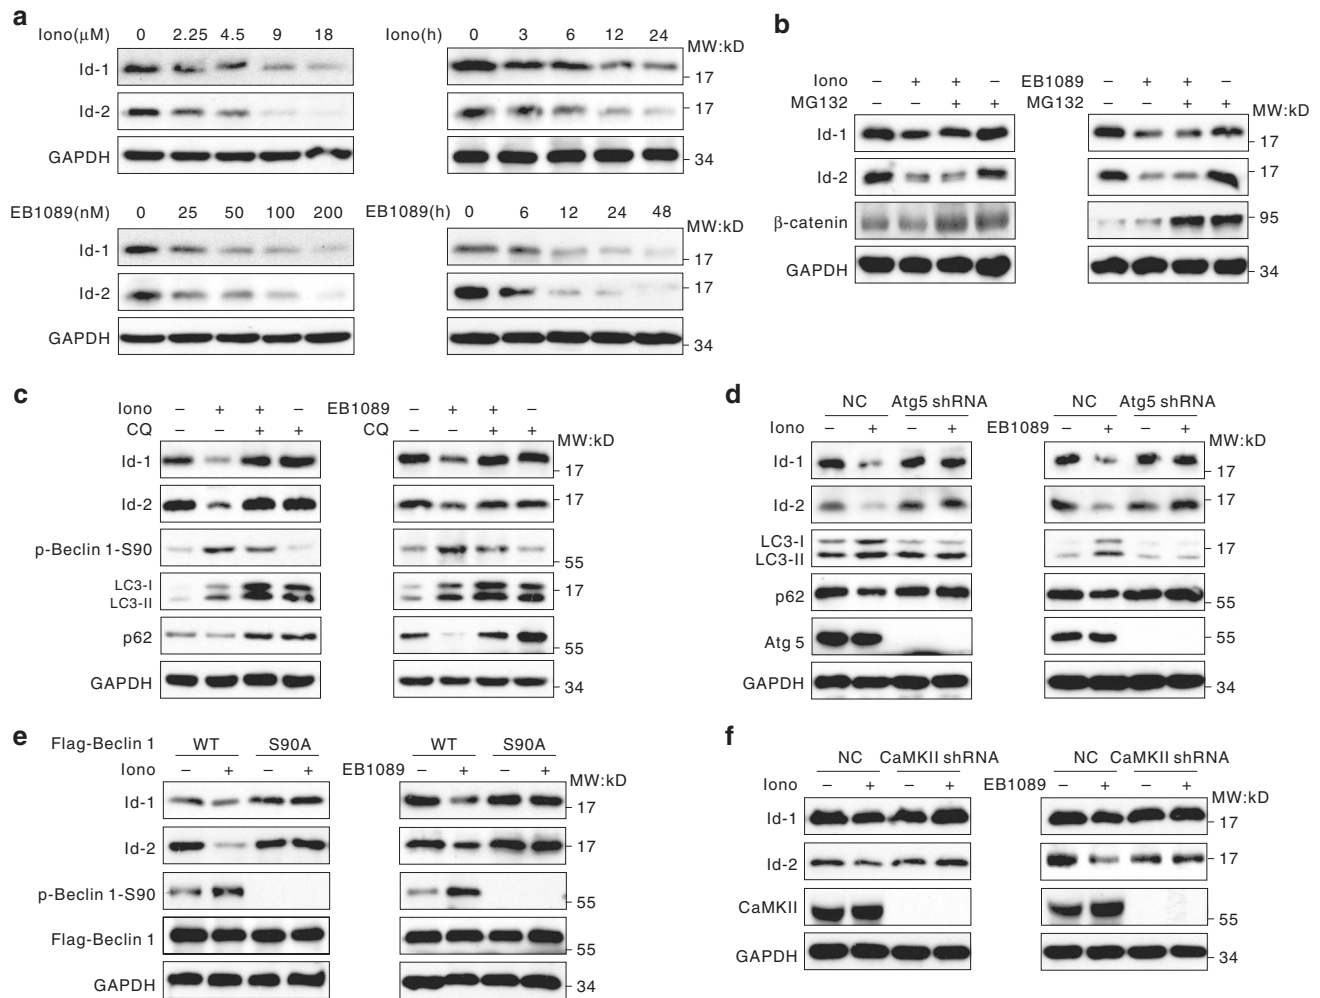 a
Iono(μM) 0 2.25 4.5 9 18
Id-1
Id-2
GAPDH
Iono(h) 0 3 6 12 24
MW:kD
17
17
34
EB1089(nM) 0 25 50 100 200
Id-1
Id-2
GAPDH
EB1089(h) 0 6 12 24 48
MW:kD
17
17
34
b
Iono – + + –
MG132 – – + +
EB1089 – + + –
MG132 – – + +
MW:kD
Id-1
17
Id-2
17
β-catenin
95
GAPDH
34
c
Iono – + + –
CQ – – + +
EB1089 – + + –
CQ – – + +
MW:kD
Id-1
17
Id-2
17
p-Beclin 1-S90
55
LC3-I
LC3-II
17
p62
55
GAPDH
34
d
NC Atg5 shRNA
Iono – + – +
NC Atg5 shRNA
EB1089 – + – +
MW:kD
Id-1
17
Id-2
17
LC3-I
LC3-II
17
p62
55
Atg 5
55
GAPDH
34
e
Flag-Beclin 1 WT S90A
Iono – + – +
WT S90A
EB1089 – + – +
MW:kD
Id-1
17
Id-2
17
p-Beclin 1-S90
55
Flag-Beclin 1
55
GAPDH
34
f
NC CaMKII shRNA
Iono – + – +
NC CaMKII shRNA
EB1089 – + – +
MW:kD
Id-1
17
Id-2
17
CaMKII
55
GAPDH
34